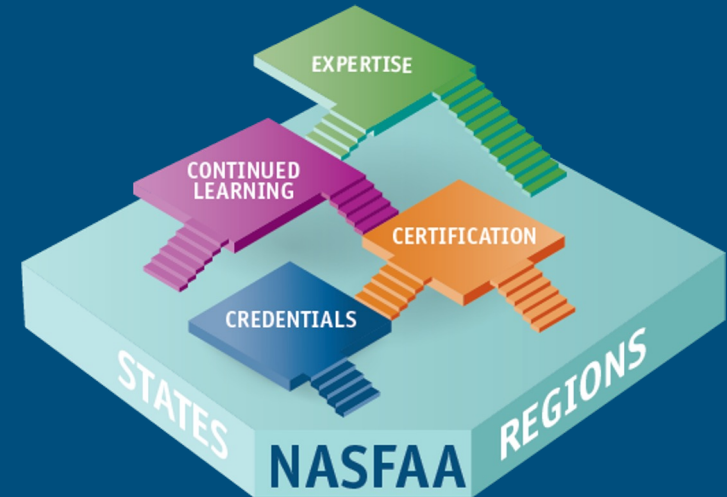 EXPERTISE
CONTINUED
LEARNING
CERTIFICATION
CREDENTIALS
STATES
REGIONS
NASFAA